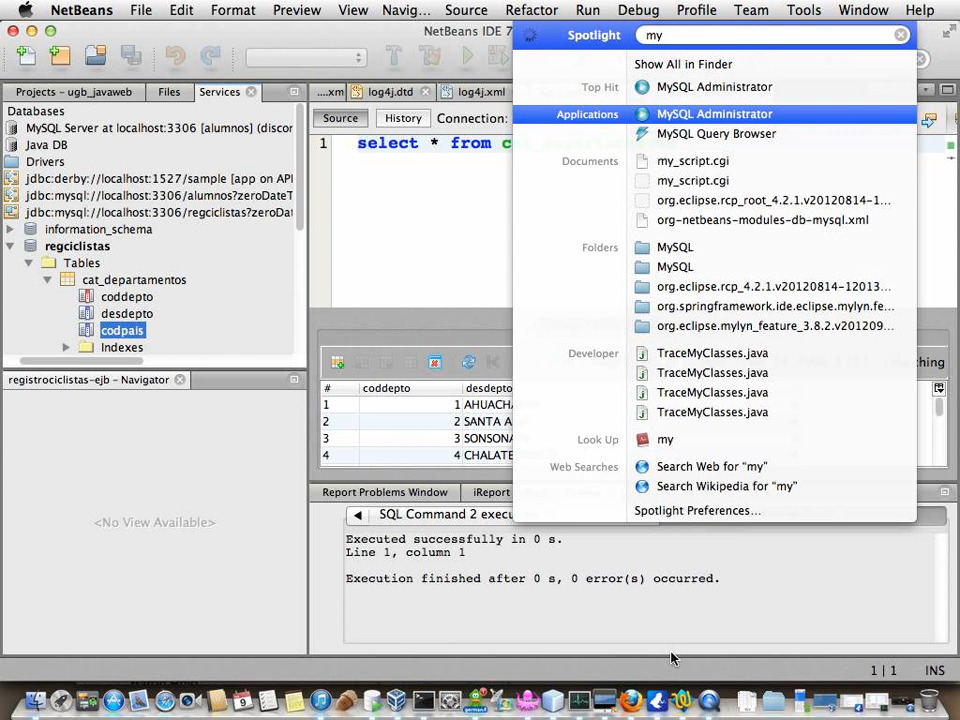 NetBeans File Edit Format Preview View Navig... Source Refactor Run Debug Profile Team Tools Window Help
NetBeans IDE 7
Spotlight my
Show All in Finder
Top Hit MySQL Administrator
Applications MySQL Administrator
MySQL Query Browser
Documents my_script.cgi
my_script.cgi
org.eclipse.rcp_root_4.2.1.v20120814-1...
org-netbeans-modules-db-mysql.xml
Folders MySQL
MySQL
org.eclipse.rcp_4.2.1.v20120814-12013...
org.springframework.ide.eclipse.mylyn.fe...
org.eclipse.mylyn_feature_3.8.2.v201209...
Developer TraceMyClasses.java
TraceMyClasses.java
TraceMyClasses.java
TraceMyClasses.java
Look Up my
Web Searches Search Web for “my”
Search Wikipedia for “my”
Spotlight Preferences...
Projects - ugb_javaweb Files Services
Databases
MySQL Server at localhost:3306 [alumnos] (discor
Java DB
Drivers
jdbc:derby://localhost:1527/sample [app on API
jdbc:mysql://localhost:3306/alumnos?zeroDateT
jdbc:mysql://localhost:3306/regciclistas?zeroDat
information_schema
regciclistas
Tables
cat_departamentos
coddepto
desdepto
codpais
Indexes
registrociclistas-ejb - Navigator
<No View Available>
....xm log4j.dtd log4j.xml
Source History Connection:
1 select * from
# coddepto desdepto
1 1 AHUACH
2 2 SANTA A
3 3 SONSONA
4 4 CHALATE
Report Problems Window iReport
SQL Command 2 execu
Executed successfully in 0 s.
Line 1, column 1
Execution finished after 0 s, 0 error(s) occurred.
1 | 1 INS